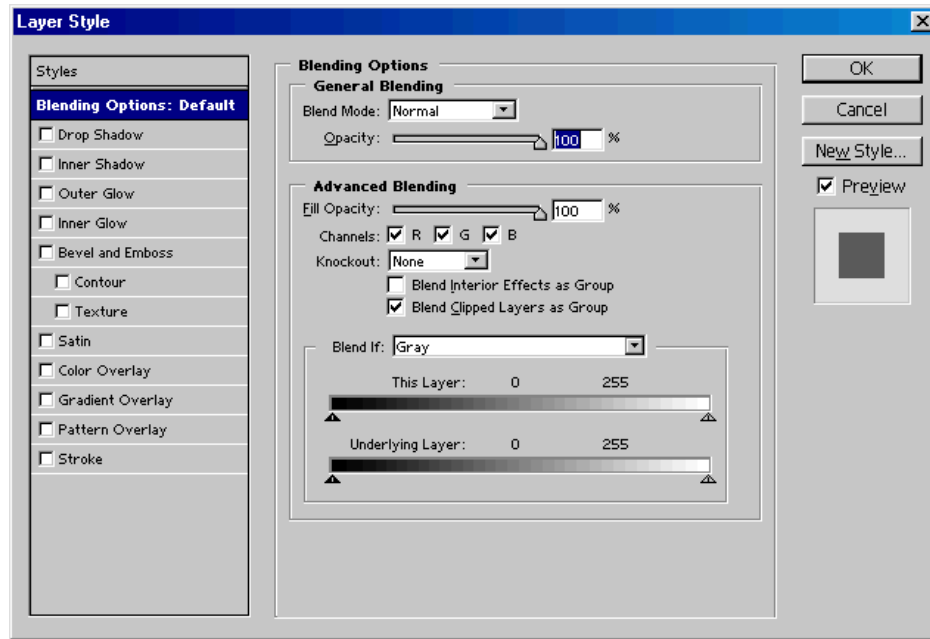 Layer Style
Styles
Blending Options: Default
Drop Shadow
Inner Shadow
Outer Glow
Inner Glow
Bevel and Emboss
Contour
Texture
Satin
Color Overlay
Gradient Overlay
Pattern Overlay
Stroke
Blending Options
General Blending
Blend Mode: Normal
Opacity: 100 %
Advanced Blending
Fill Opacity: 100 %
Channels: R G B
Knockout: None
Blend Interior Effects as Group
Blend Clipped Layers as Group
Blend If: Gray
This Layer: 0 255
Underlying Layer: 0 255
OK
Cancel
New Style...
Preview